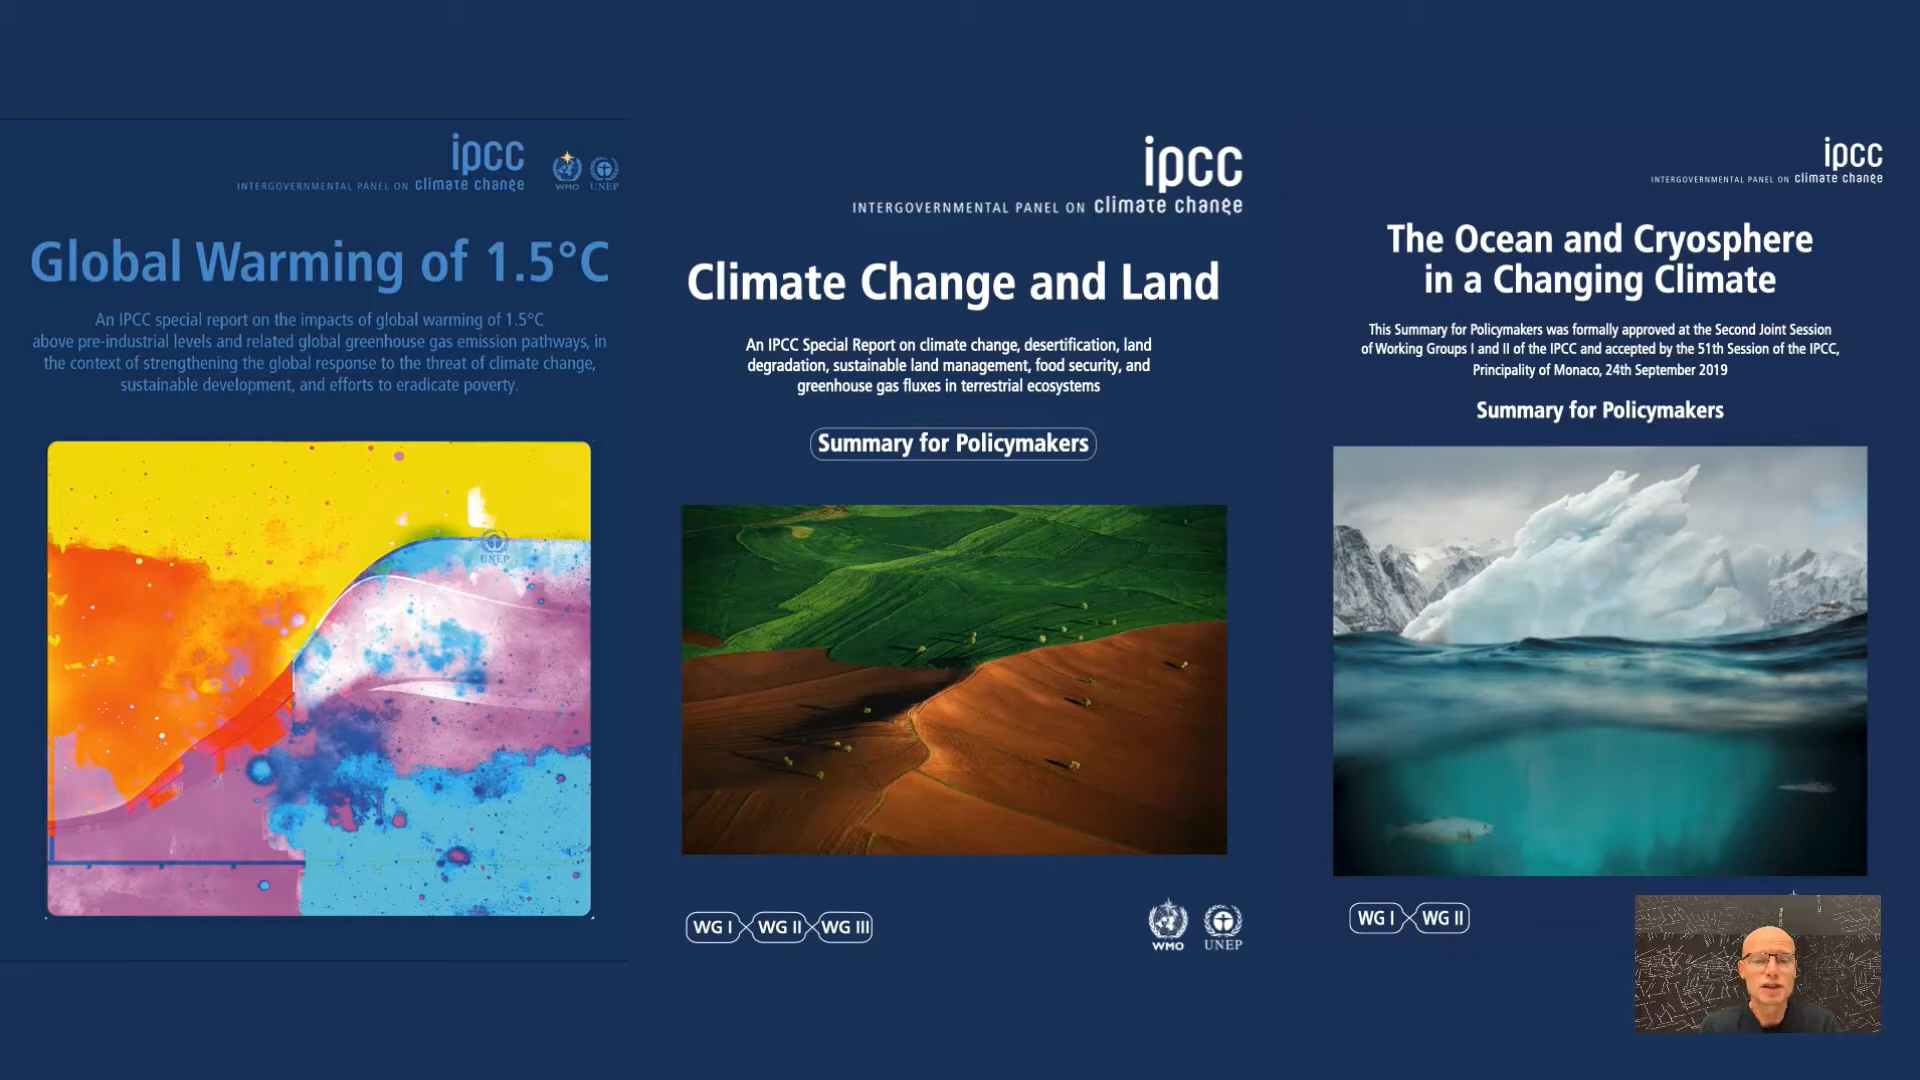 ipcc
INTERGOVERNMENTAL PANEL ON climate change
WMO UNEP
Global Warming of 1.5°C
An IPCC special report on the impacts of global warming of 1.5°C
above pre-industrial levels and related global greenhouse gas emission pathways, in
the context of strengthening the global response to the threat of climate change,
sustainable development, and efforts to eradicate poverty.
UNEP
ipcc
INTERGOVERNMENTAL PANEL ON climate change
Climate Change and Land
An IPCC Special Report on climate change, desertification, land
degradation, sustainable land management, food security, and
greenhouse gas fluxes in terrestrial ecosystems
Summary for Policymakers
WG I WG II WG III
WMO UNEP
ipcc
INTERGOVERNMENTAL PANEL ON climate change
The Ocean and Cryosphere
in a Changing Climate
This Summary for Policymakers was formally approved at the Second Joint Session
of Working Groups I and II of the IPCC and accepted by the 51th Session of the IPCC,
Principality of Monaco, 24th September 2019
Summary for Policymakers
WG I WG II